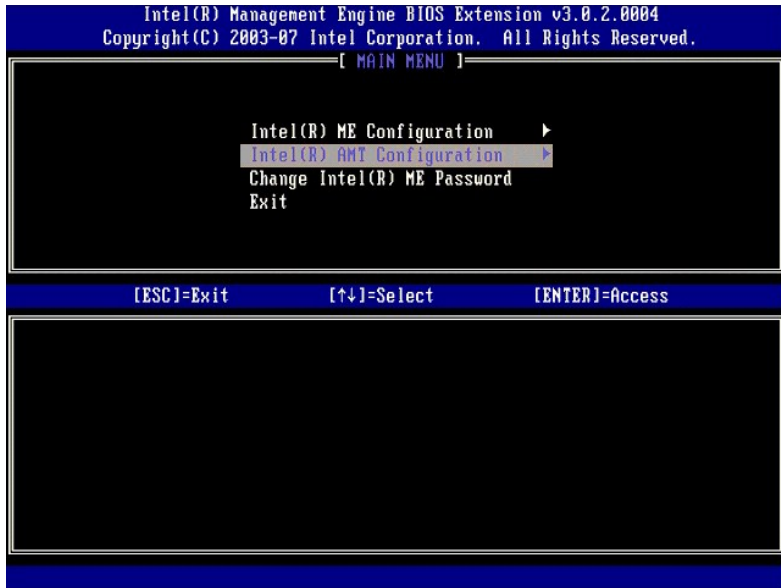 Intel(R) Management Engine BIOS Extension v3.0.2.0004
Copyright(C) 2003-07 Intel Corporation. All Rights Reserved.
[ MAIN MENU ]
Intel(R) ME Configuration ►
Intel(R) AMT Configuration ►
Change Intel(R) ME Password
Exit
[ESC]=Exit [↑↓]=Select [ENTER]=Access